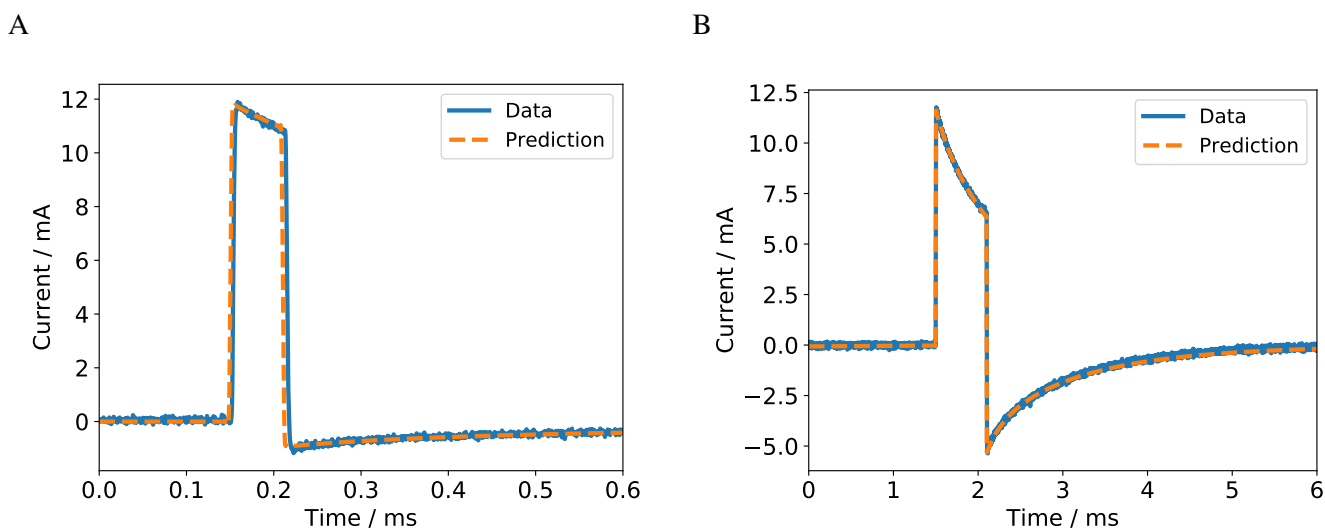 A
B
12
10
8
6
4
2
0
Current / mA
Data
Prediction
0.0 0.1 0.2 0.3 0.4 0.5 0.6
Time / ms
12.5
10.0
7.5
5.0
2.5
0.0
−2.5
−5.0
Current / mA
Data
Prediction
0 1 2 3 4 5 6
Time / ms